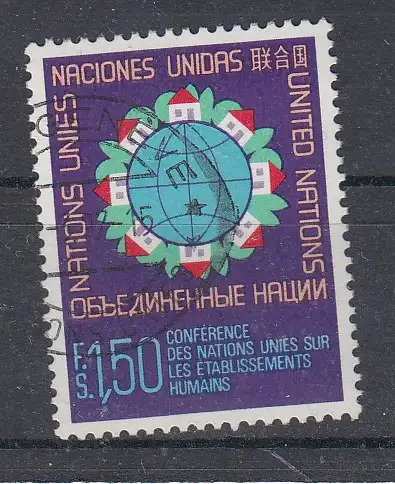 NACIONES UNIDAS 联合国
NATIONS UNIES
UNITED NATIONS
ОБЪЕДИНЕННЫЕ НАЦИИ
F.S. 1,50
CONFÉRENCE
DES NATIONS UNIES SUR
LES ÉTABLISSEMENTS
HUMAINS